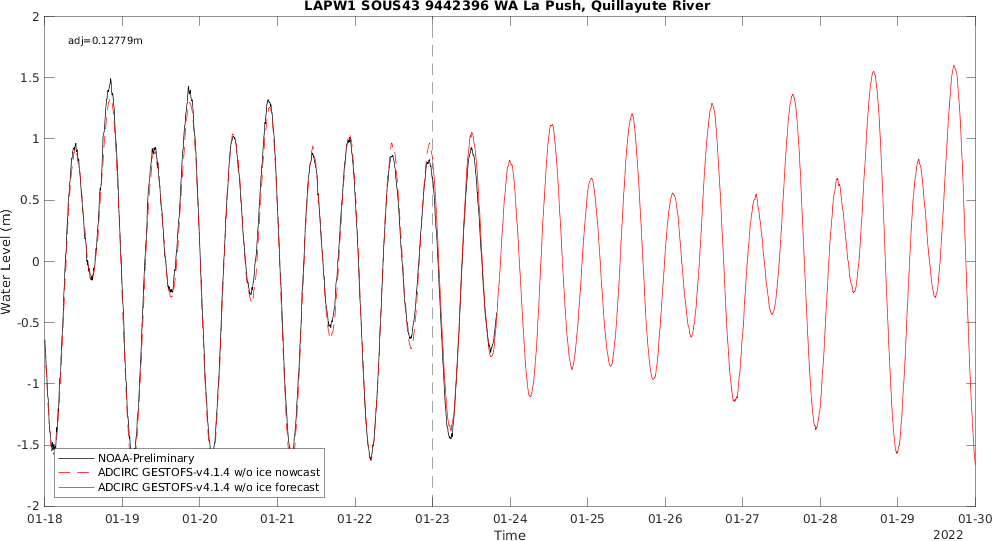 LAPW1 SOUS43 9442396 WA La Push, Quillayute River
adj=0.12779m
Water Level (m)
2
1.5
1
0.5
0
-0.5
-1
-1.5
-2
NOAA-Preliminary
ADCIRC GESTOFS-v4.1.4 w/o ice nowcast
ADCIRC GESTOFS-v4.1.4 w/o ice forecast
01-18 01-19 01-20 01-21 01-22 01-23 01-24 01-25 01-26 01-27 01-28 01-29 01-30
Time
2022